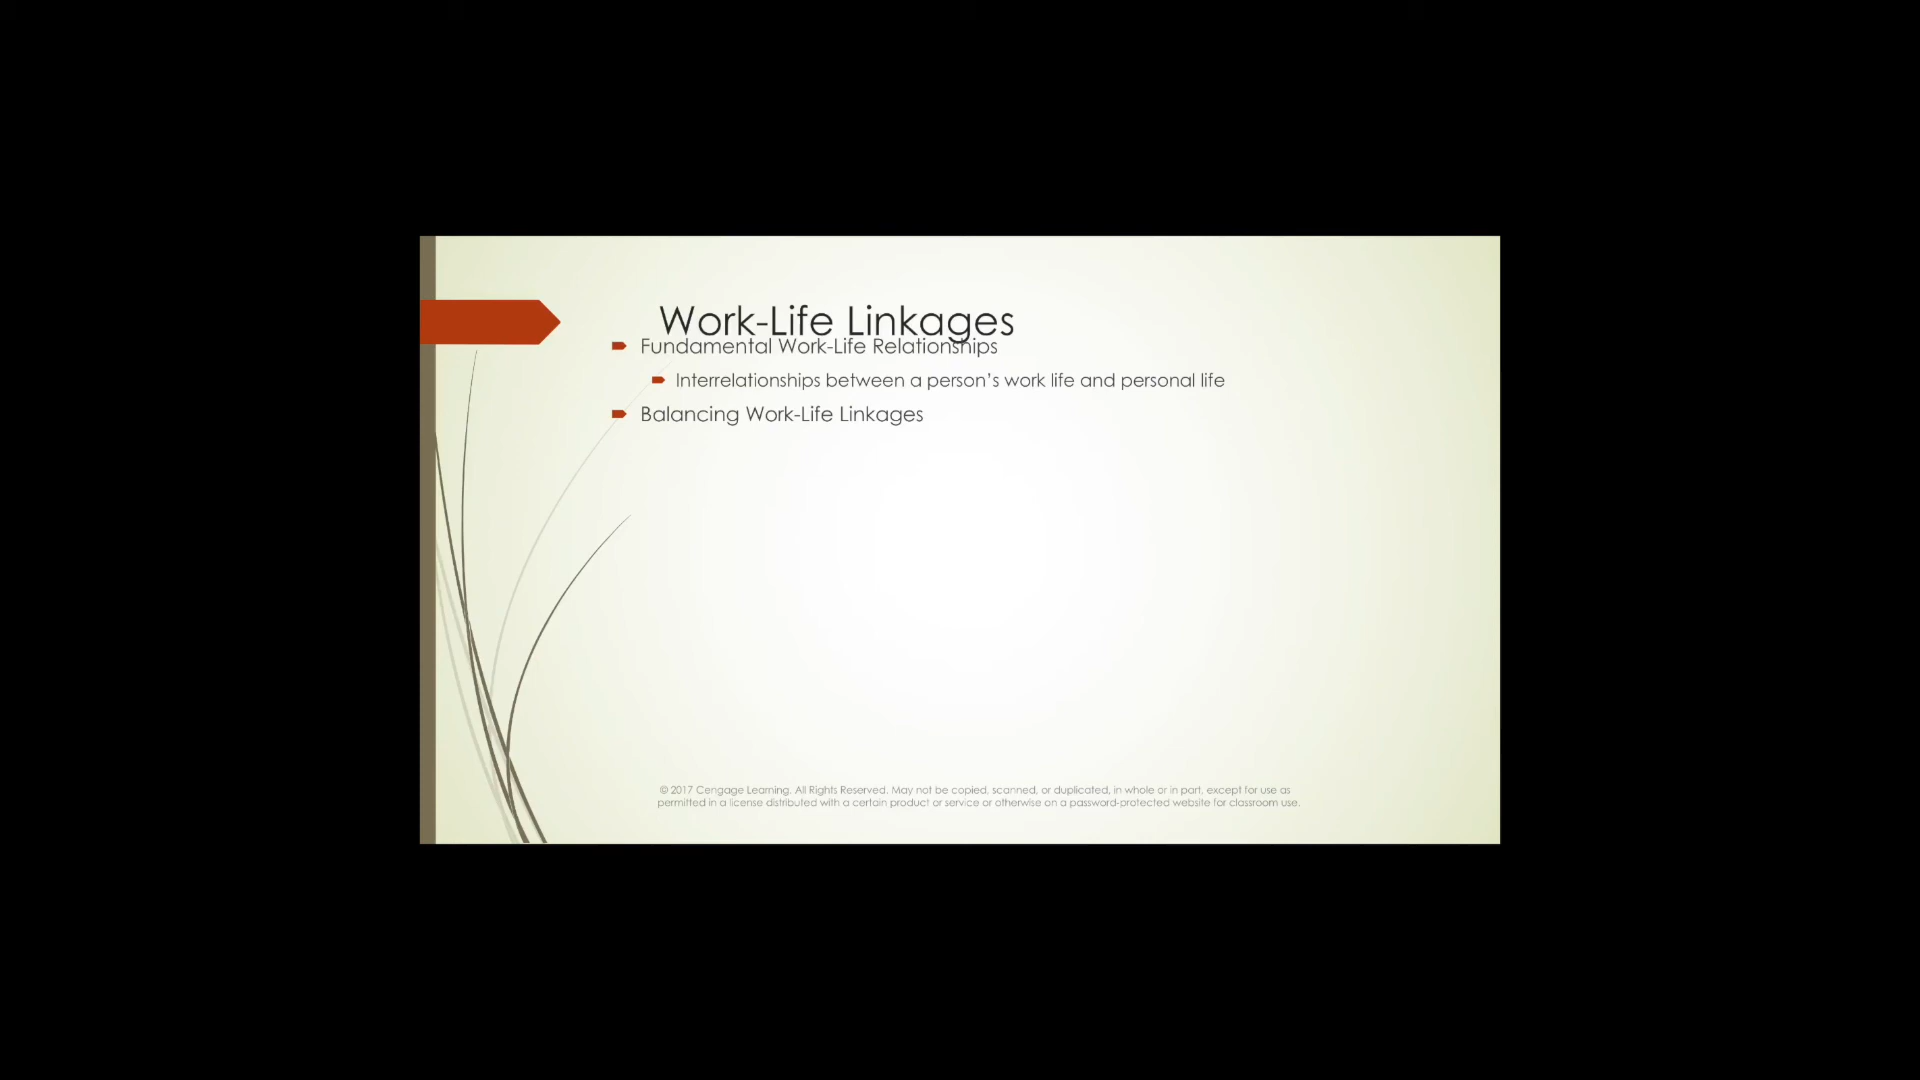 Work-Life Linkages
Fundamental Work-Life Relationships
Interrelationships between a person’s work life and personal life
Balancing Work-Life Linkages
© 2017 Cengage Learning. All Rights Reserved. May not be copied, scanned, or duplicated, in whole or in part, except for use as
permitted in a license distributed with a certain product or service or otherwise on a password-protected website for classroom use.